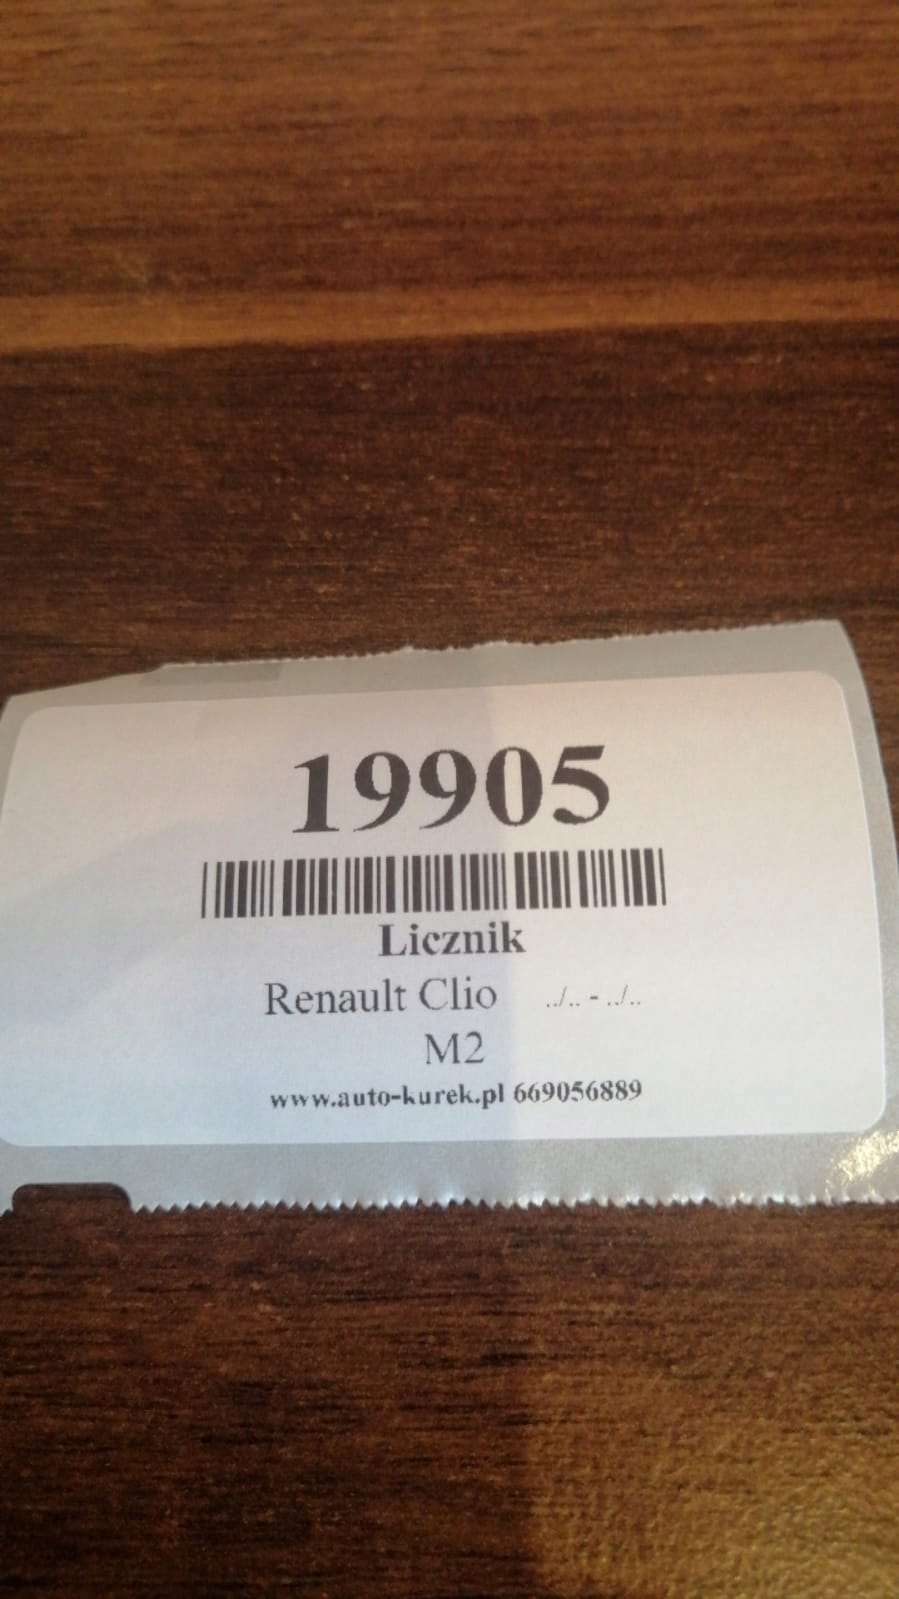 19905
Licznik
Renault Clio ../.. - ../..
M2
www.auto-kurek.pl 669056889